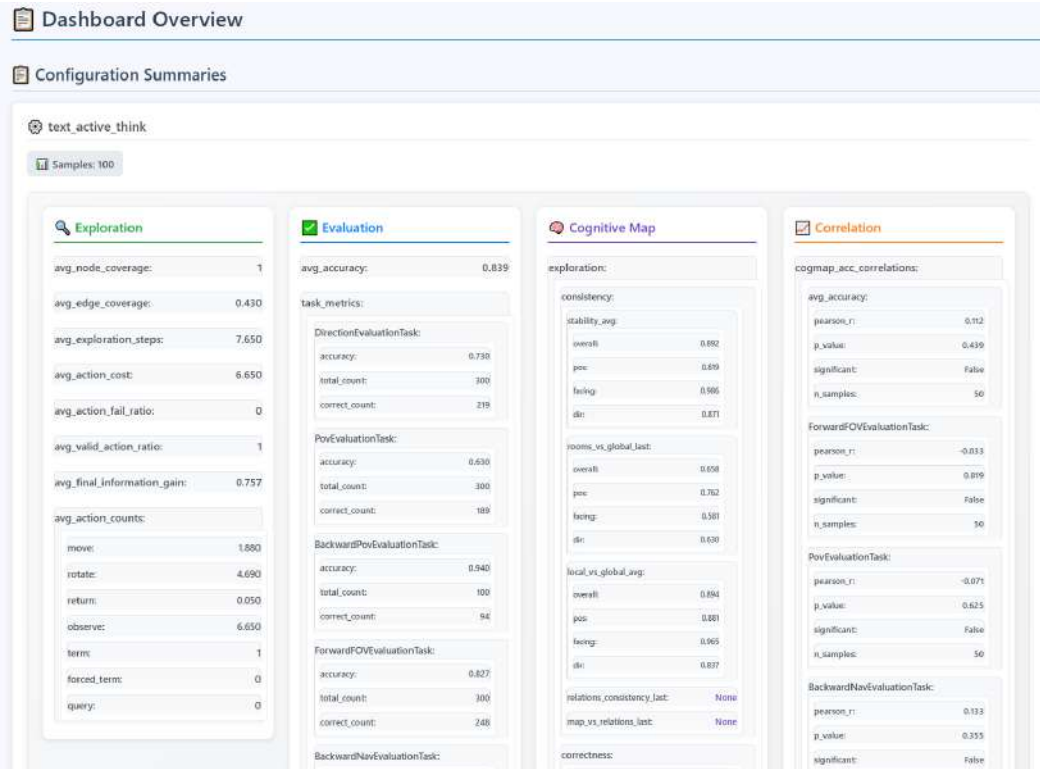 Dashboard Overview
Configuration Summaries
text_active_think
Samples: 100
Exploration
avg_node_coverage: 1
avg_edge_coverage: 0.430
avg_exploration_steps: 7.650
avg_action_cost: 6.650
avg_action_fail_ratio: 0
avg_valid_action_ratio: 1
avg_final_information_gain: 0.757
avg_action_counts:
move: 1.880
rotate: 4.690
return: 0.050
observe: 6.650
term: 1
forced_term: 0
query: 0
Evaluation
avg_accuracy: 0.839
task_metrics:
DirectionEvaluationTask:
accuracy: 0.730
total_count: 300
correct_count: 219
PovEvaluationTask:
accuracy: 0.630
total_count: 300
correct_count: 189
BackwardPovEvaluationTask:
accuracy: 0.940
total_count: 100
correct_count: 94
ForwardFOVEvaluationTask:
accuracy: 0.827
total_count: 300
correct_count: 248
BackwardNavEvaluationTask:
Cognitive Map
exploration:
consistency:
stability_avg:
overall: 0.892
pos: 0.819
facing: 0.986
dir: 0.871
rooms_vs_global_last:
overall: 0.658
pos: 0.762
facing: 0.581
dir: 0.630
local_vs_global_avg:
overall: 0.894
pos: 0.881
facing: 0.965
dir: 0.837
relations_consistency_last: None
map_vs_relations_last: None
correctness:
Correlation
cogmap_acc_correlations:
avg_accuracy:
pearson_r: 0.112
p_value: 0.439
significant: False
n_samples: 50
ForwardFOVEvaluationTask:
pearson_r: -0.033
p_value: 0.819
significant: False
n_samples: 50
PovEvaluationTask:
pearson_r: -0.071
p_value: 0.625
significant: False
n_samples: 50
BackwardNavEvaluationTask:
pearson_r: 0.133
p_value: 0.355
significant: False